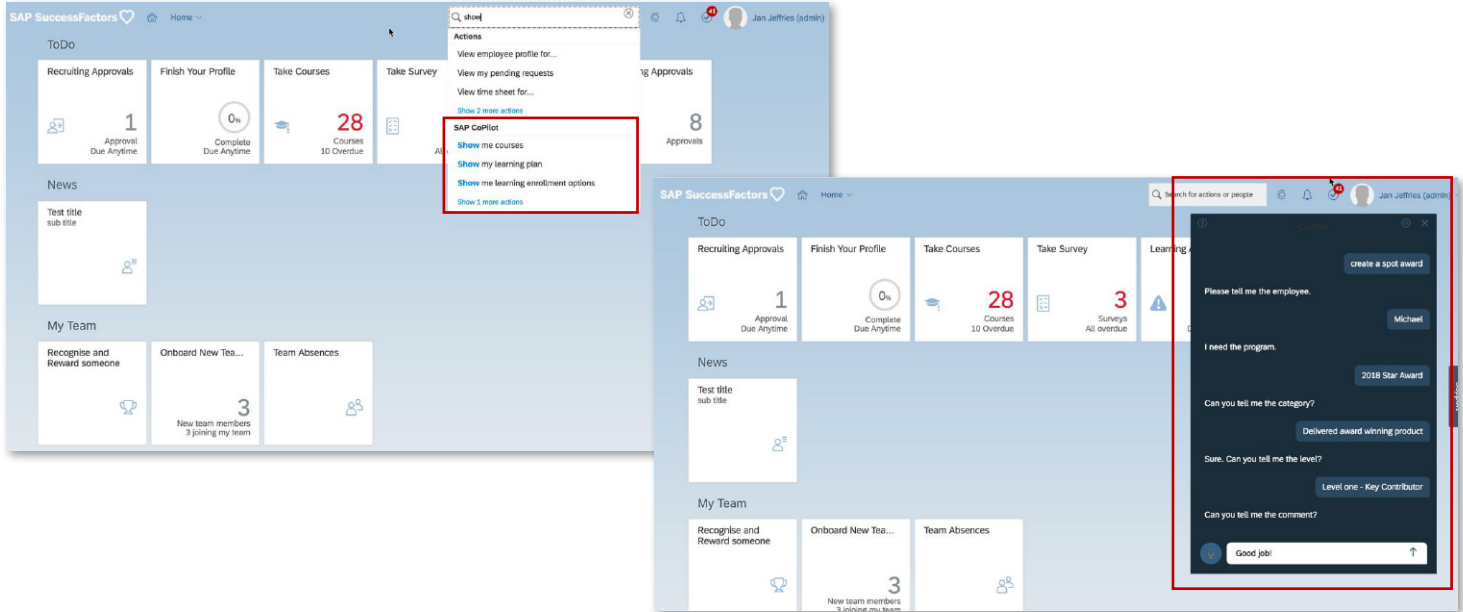 SAP SuccessFactors
Home
show
41
Jan Jeffries (admin)
Actions
View employee profile for...
View my pending requests
View time sheet for...
Show 2 more actions
SAP CoPilot
Show me courses
Show my learning plan
Show me learning enrollment options
Show 1 more actions
ToDo
Recruiting Approvals
1
Approval
Due Anytime
Finish Your Profile
0%
Complete
Due Anytime
Take Courses
28
Courses
10 Overdue
Take Survey
ng Approvals
8
Approvals
News
Test title
sub title
My Team
Recognise and
Reward someone
Onboard New Tea...
3
New team members
3 joining my team
Team Absences
SAP SuccessFactors
Home
Search for actions or people
41
Jan Jeffries (admin)
ToDo
Recruiting Approvals
1
Approval
Due Anytime
Finish Your Profile
0%
Complete
Due Anytime
Take Courses
28
Courses
10 Overdue
Take Survey
3
Surveys
All overdue
Learning
News
Test title
sub title
My Team
Recognise and
Reward someone
Onboard New Tea...
3
New team members
3 joining my team
Team Absences
create a spot award
Please tell me the employee.
Michael
I need the program.
2018 Star Award
Can you tell me the category?
Delivered award winning product
Sure. Can you tell me the level?
Level one - Key Contributor
Can you tell me the comment?
Good job!